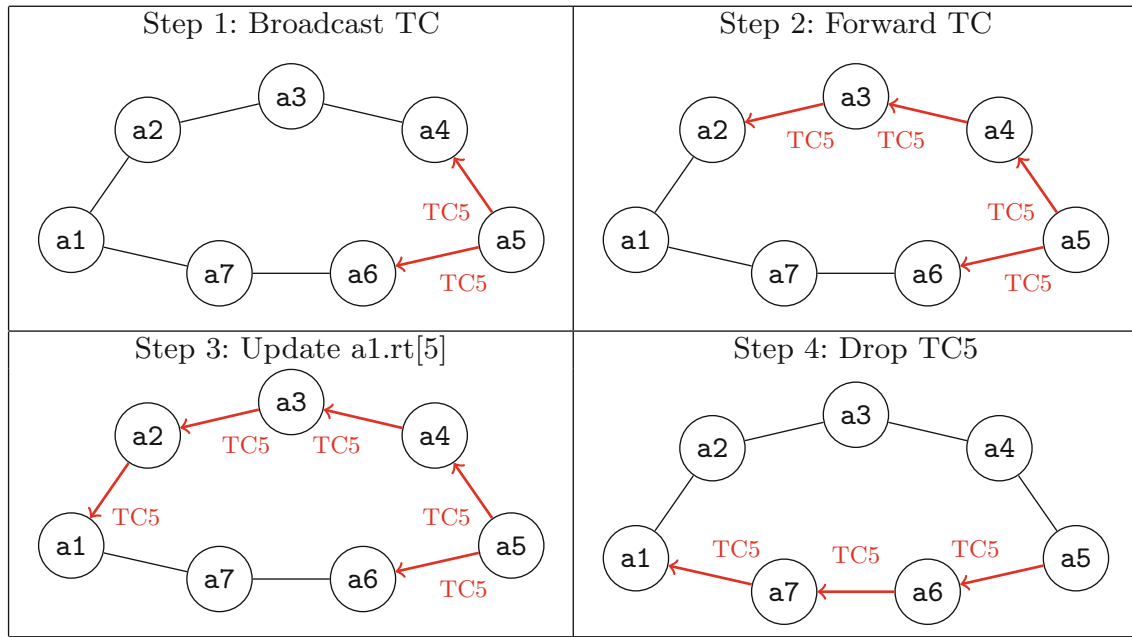 Step 1: Broadcast TC
a3
a2
a4
TC5
a1
a5
a7
a6
TC5
Step 2: Forward TC
a3
a2
a4
TC5
TC5
TC5
a1
a5
a7
a6
TC5
Step 3: Update a1.rt[5]
a3
a2
a4
TC5
TC5
TC5
TC5
a1
a5
a7
a6
TC5
Step 4: Drop TC5
a3
a2
a4
TC5
TC5
TC5
a1
a5
a7
a6